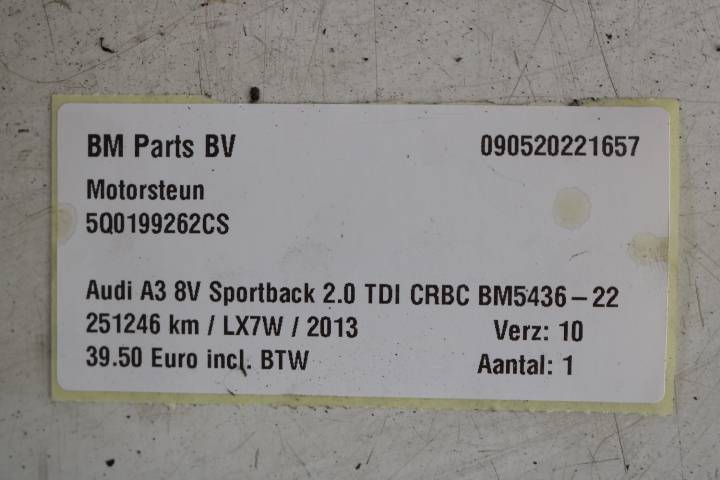 BM Parts BV 090520221657
Motorsteun
5Q0199262CS
Audi A3 8V Sportback 2.0 TDI CRBC BM5436-22
251246 km / LX7W / 2013 Verz: 10
39.50 Euro incl. BTW Aantal: 1